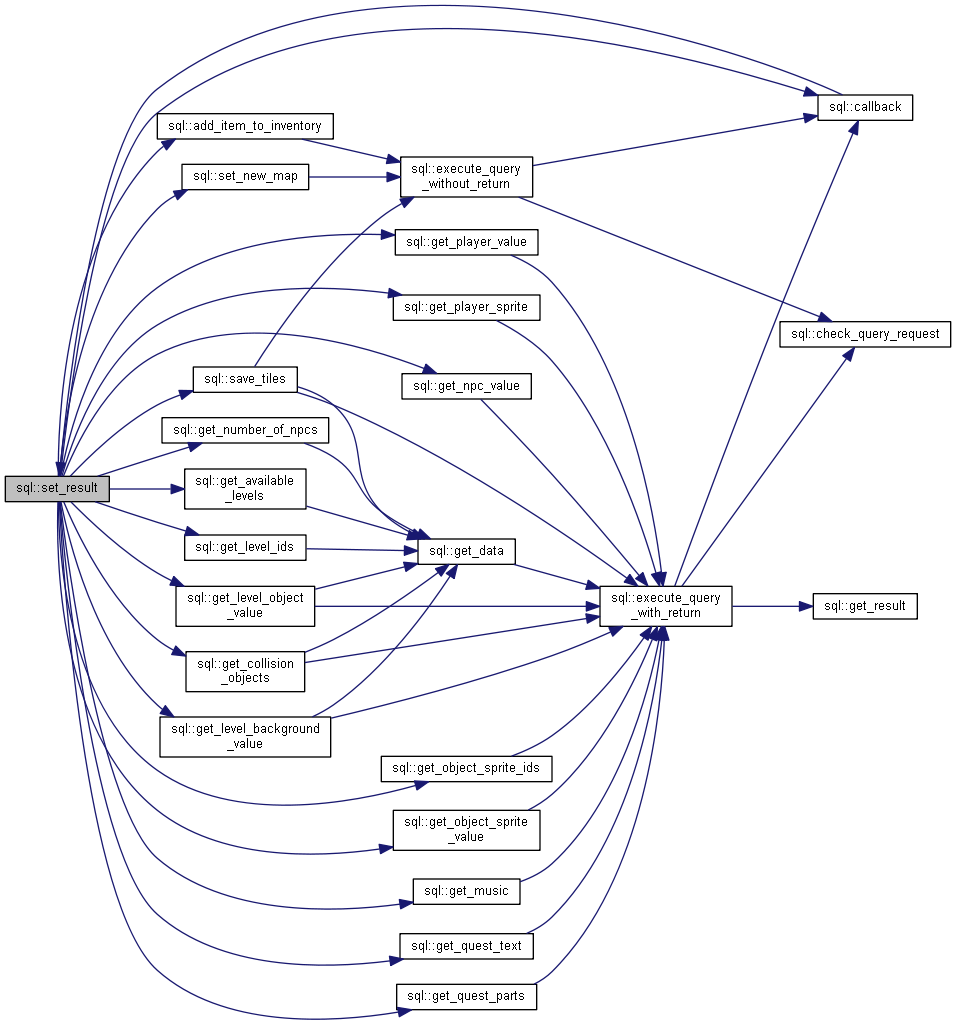 sql::callback
sql::add_item_to_inventory
sql::set_new_map
sql::execute_query
_without_return
sql::get_player_value
sql::get_player_sprite
sql::check_query_request
sql::save_tiles
sql::get_npc_value
sql::get_number_of_npcs
sql::set_result
sql::get_available
_levels
sql::get_level_ids
sql::get_data
sql::get_level_object
_value
sql::execute_query
_with_return
sql::get_result
sql::get_collision
_objects
sql::get_level_background
_value
sql::get_object_sprite_ids
sql::get_object_sprite
_value
sql::get_music
sql::get_quest_text
sql::get_quest_parts